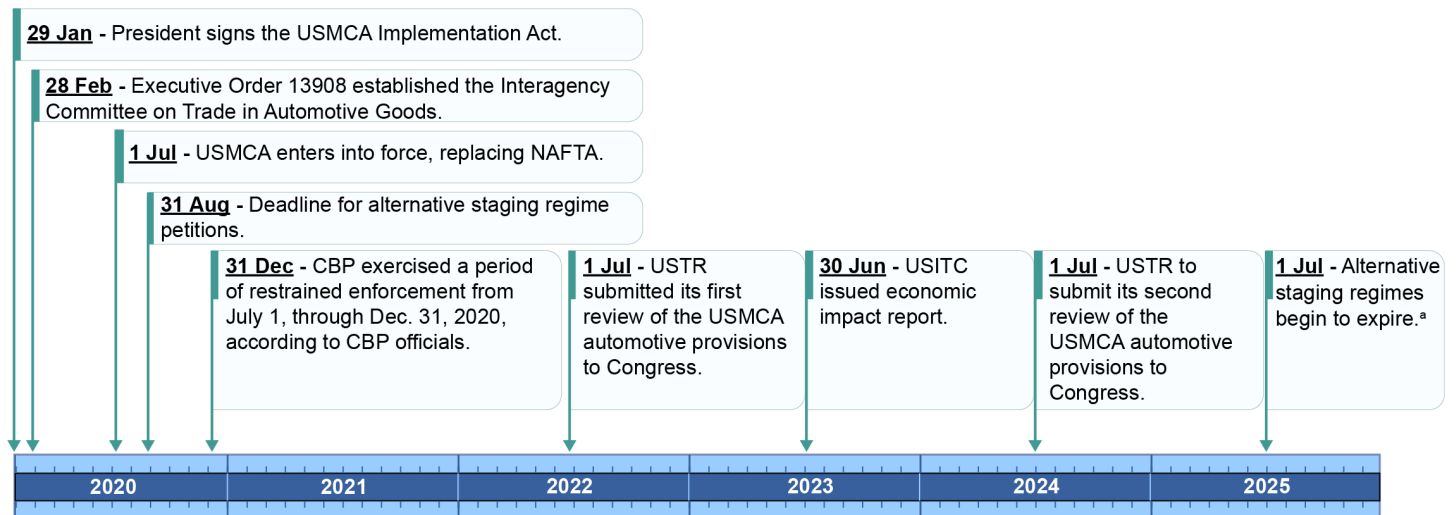 29 Jan - President signs the USMCA Implementation Act.
28 Feb - Executive Order 13908 established the Interagency
Committee on Trade in Automotive Goods.
1 Jul - USMCA enters into force, replacing NAFTA.
31 Aug - Deadline for alternative staging regime
petitions.
31 Dec - CBP exercised a period
of restrained enforcement from
July 1, through Dec. 31, 2020,
according to CBP officials.
1 Jul - USTR
submitted its first
review of the USMCA
automotive provisions
to Congress.
30 Jun - USITC
issued economic
impact report.
1 Jul - USTR to
submit its second
review of the
USMCA automotive
provisions to
Congress.
1 Jul - Alternative
staging regimes
begin to expire.ᵃ
2020 2021 2022 2023 2024 2025